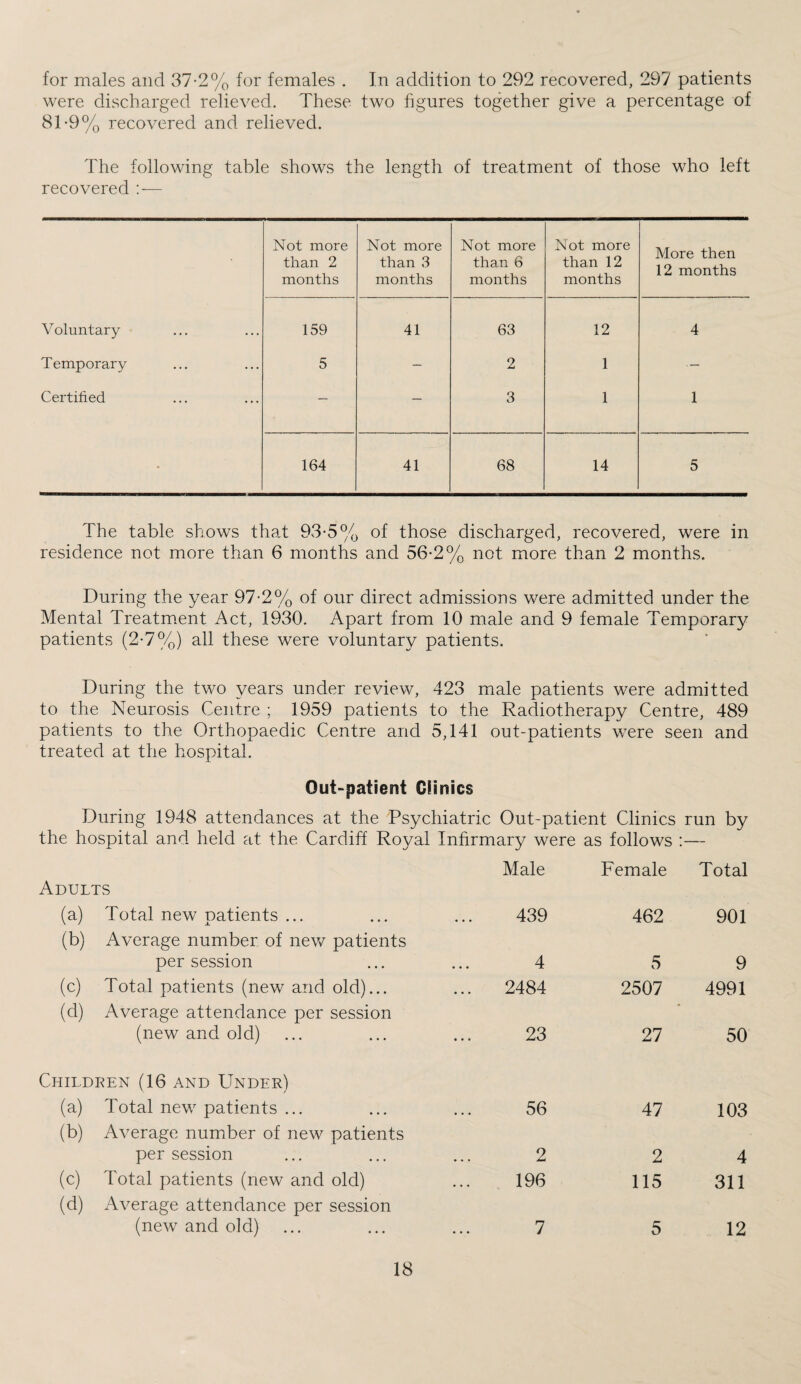 for males and 37·2% for females . In addition to 292 recovered, 297 patients
were discharged relieved. These two figures together give a percentage of
81·9% recovered and relieved.
The following table shows the length of treatment of those who left
recovered :—
Not more than 2 months | Not more than 3 months | Not more than 6 months | Not more than 12 months | More then 12 months
Voluntary ... ... 159 41 63 12 4
Temporary ... ... 5 — 2 1 —
Certified ... ... — — 3 1 1
164 41 68 14 5
The table shows that 93·5% of those discharged, recovered, were in
residence not more than 6 months and 56·2% not more than 2 months.
During the year 97·2% of our direct admissions were admitted under the
Mental Treatment Act, 1930. Apart from 10 male and 9 female Temporary
patients (2·7%) all these were voluntary patients.
During the two years under review, 423 male patients were admitted
to the Neurosis Centre ; 1959 patients to the Radiotherapy Centre, 489
patients to the Orthopaedic Centre and 5,141 out-patients were seen and
treated at the hospital.
Out-patient Clinics
During 1948 attendances at the Psychiatric Out-patient Clinics run by
the hospital and held at the Cardiff Royal Infirmary were as follows :—
Male Female Total
Adults
(a) Total new patients ... ... ... 439 462 901
(b) Average number of new patients
per session ... ... 4 5 9
(c) Total patients (new and old)... ... 2484 2507 4991
(d) Average attendance per session
(new and old) ... ... ... 23 27 50
Children (16 and Under)
(a) Total new patients ... ... ... 56 47 103
(b) Average number of new patients
per session ... ... ... 2 2 4
(c) Total patients (new and old) ... 196 115 311
(d) Average attendance per session
(new and old) ... ... ... 7 5 12
18